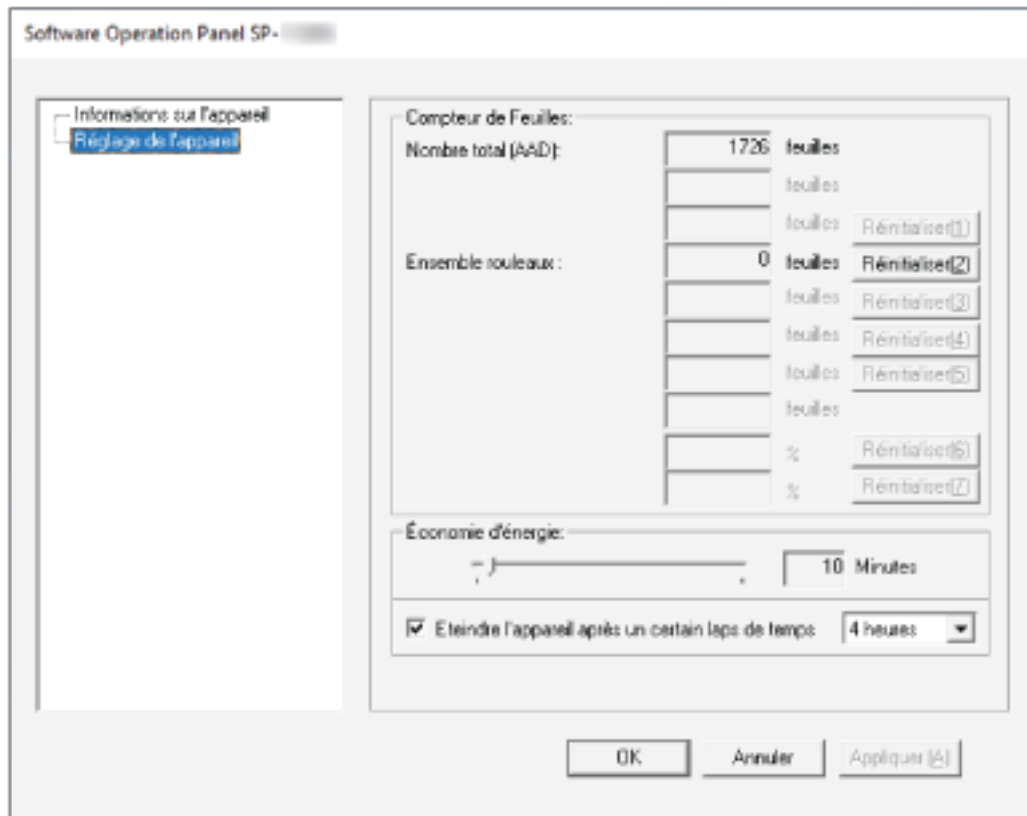 Software Operation Panel SP-
Informations sur l'appareil
Réglage de l'appareil
Compteur de Feuilles:
Nombre total (AAD): 1726 feuilles
feuilles
feuilles Réinitialiser(1)
Ensemble rouleaux : 0 feuilles Réinitialiser(2)
feuilles Réinitialiser(3)
feuilles Réinitialiser(4)
feuilles Réinitialiser(5)
feuilles
% Réinitialiser(6)
% Réinitialiser(7)
Économie d'énergie:
10 Minutes
Eteindre l'appareil après un certain laps de temps 4 heures
OK Annuler Appliquer (A)